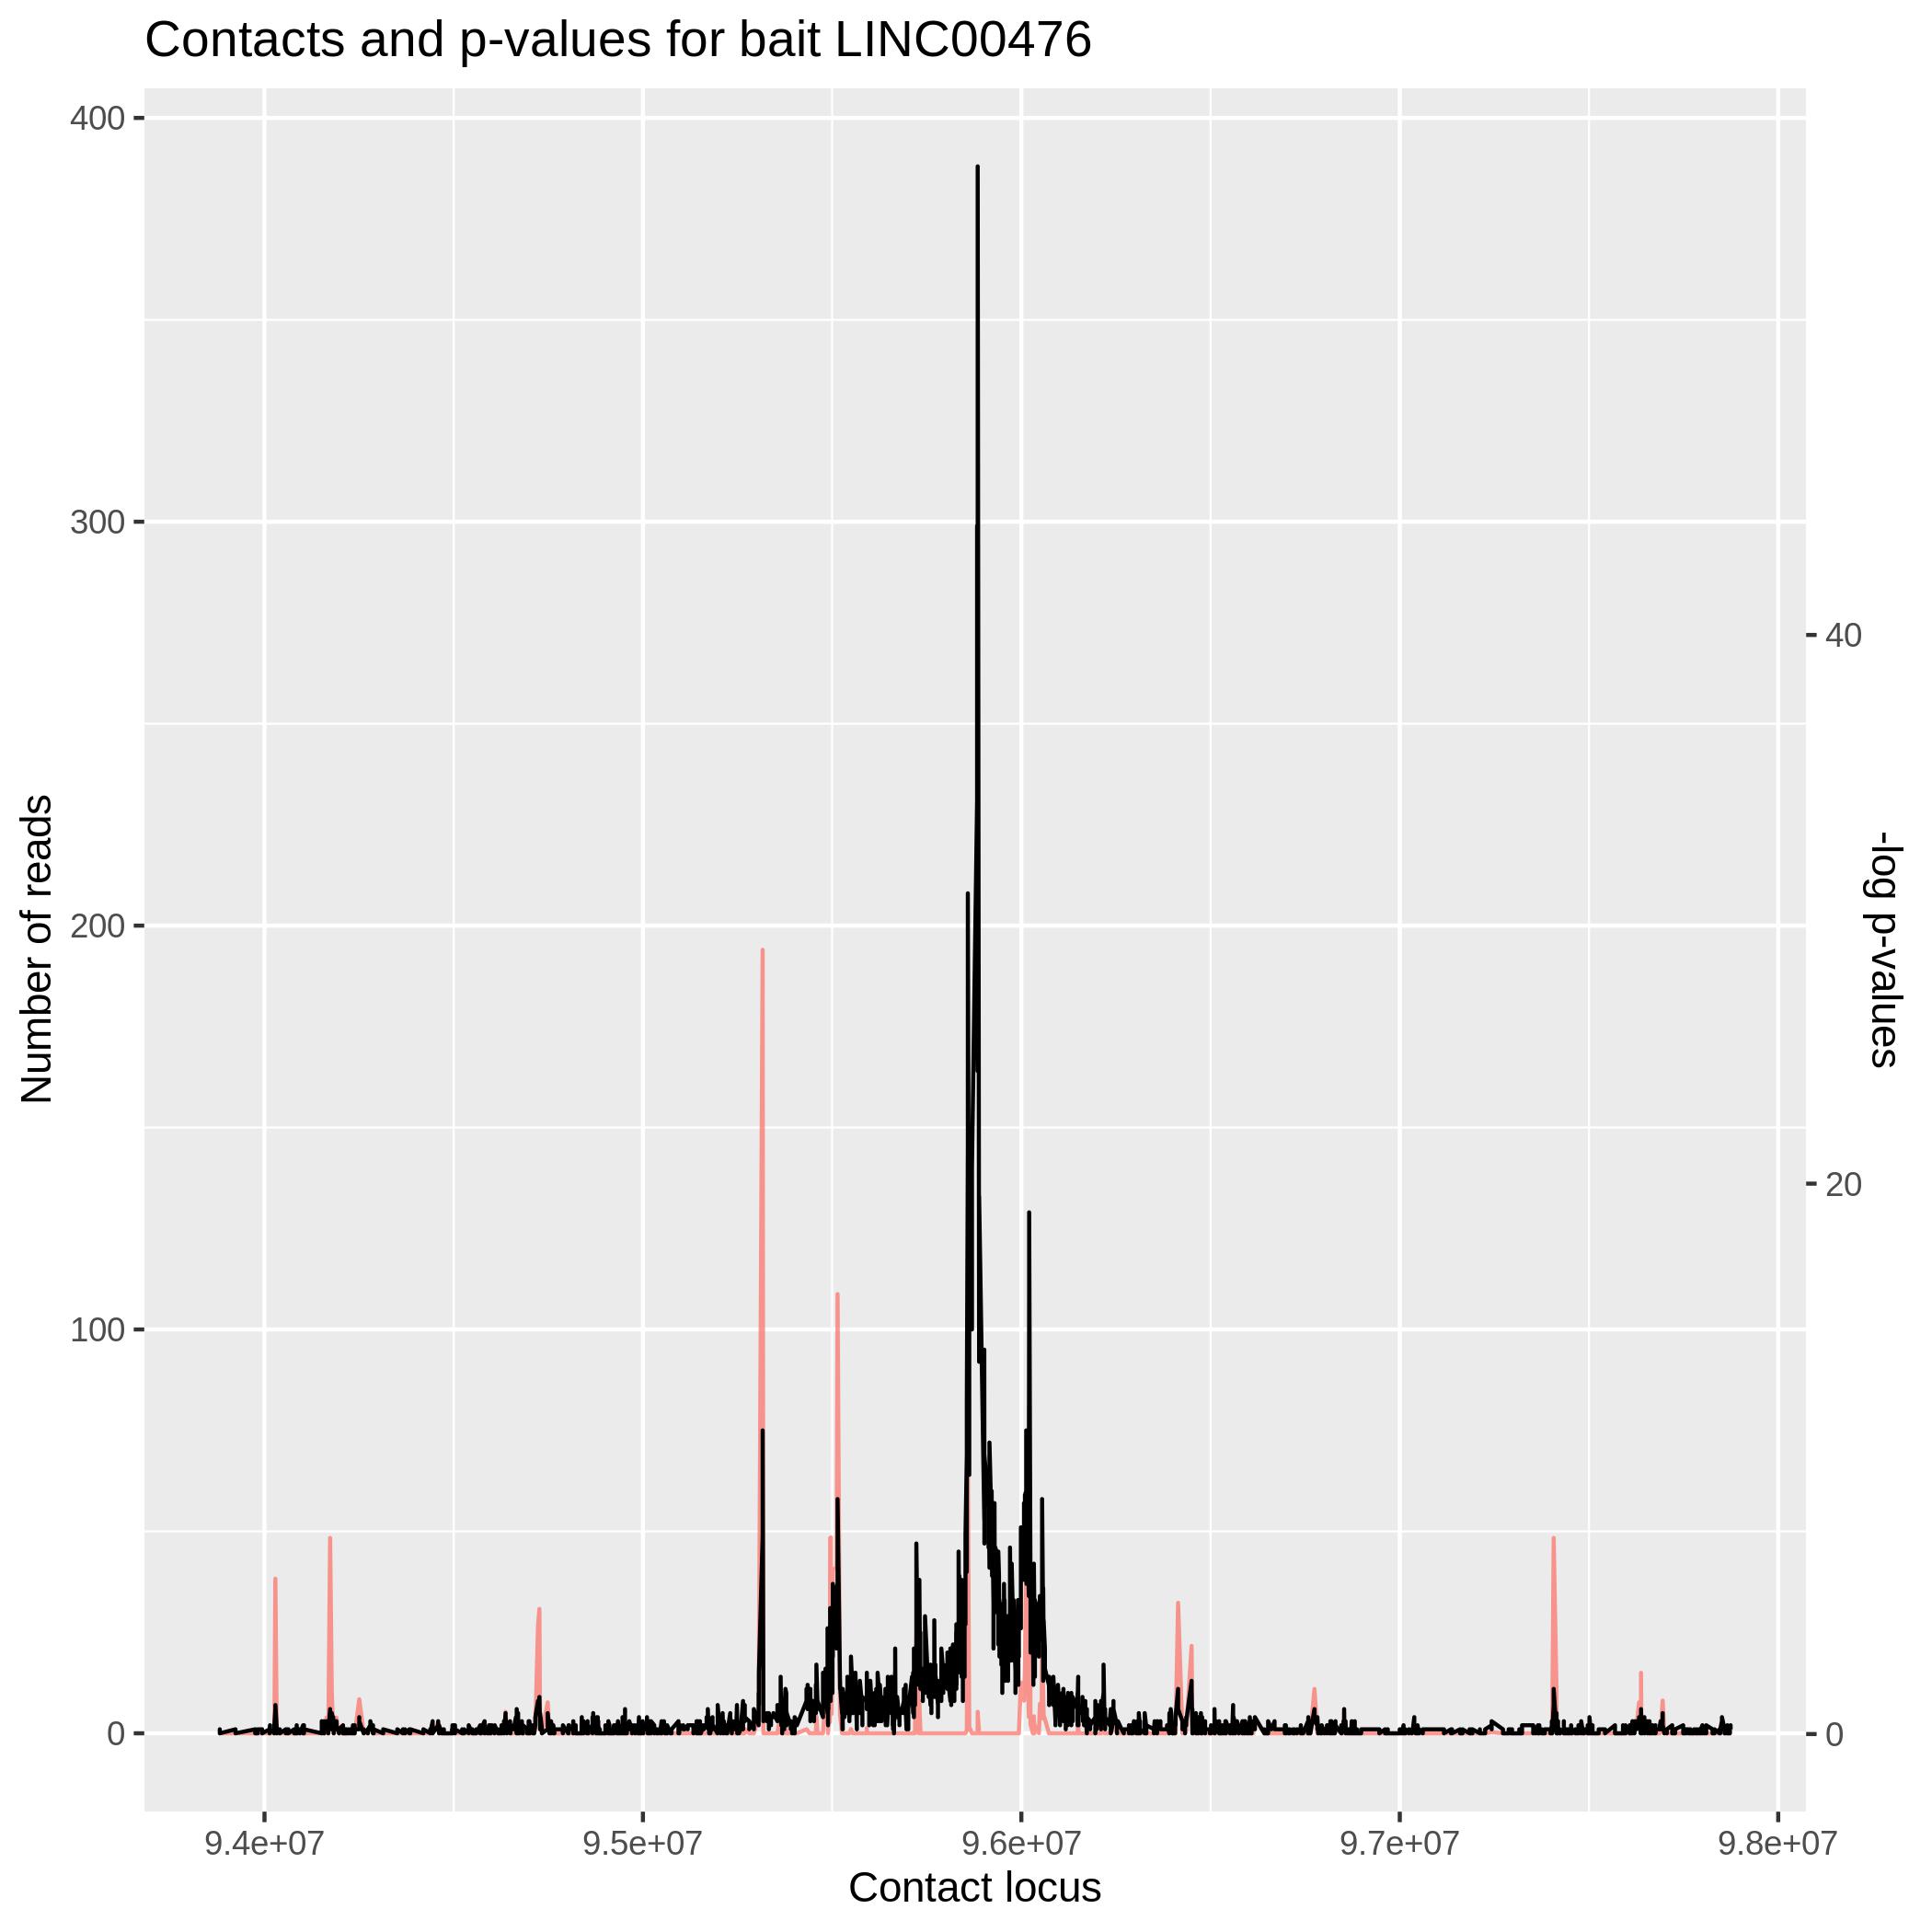 Contacts and p-values for bait LINC00476
400
300
200
100
0
Number of reads
40
20
0
-log p-values
9.4e+07
9.5e+07
9.6e+07
9.7e+07
9.8e+07
Contact locus